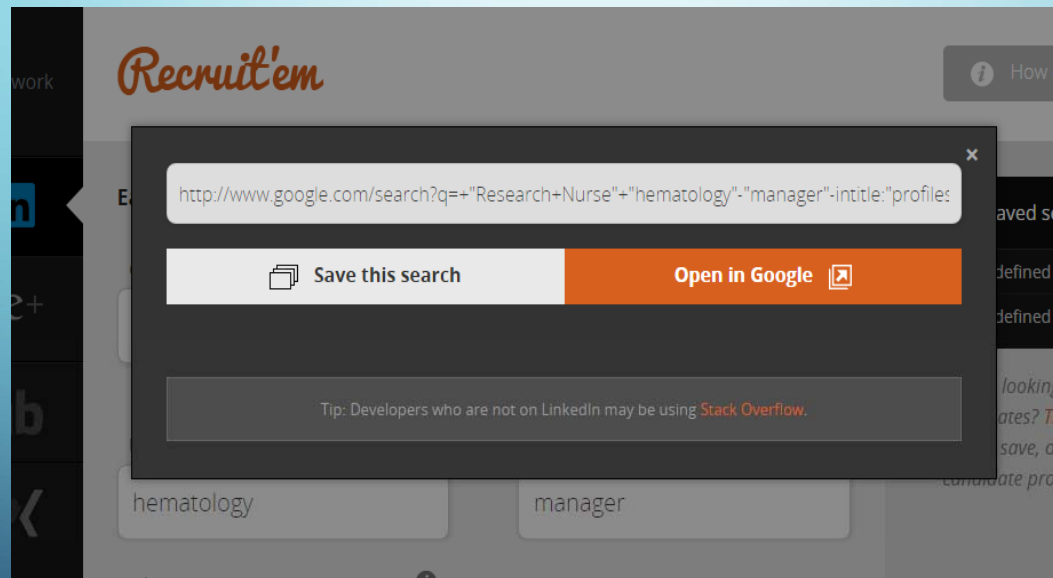 work
Recruit'em
How
×
http://www.google.com/search?q=+"Research+Nurse"+"hematology"-"manager"-intitle:"profiles
Save this search
Open in Google
Tip: Developers who are not on LinkedIn may be using Stack Overflow.
aved se
defined
defined
lookin
ates? T
save, o
candidate pro
hematology
manager